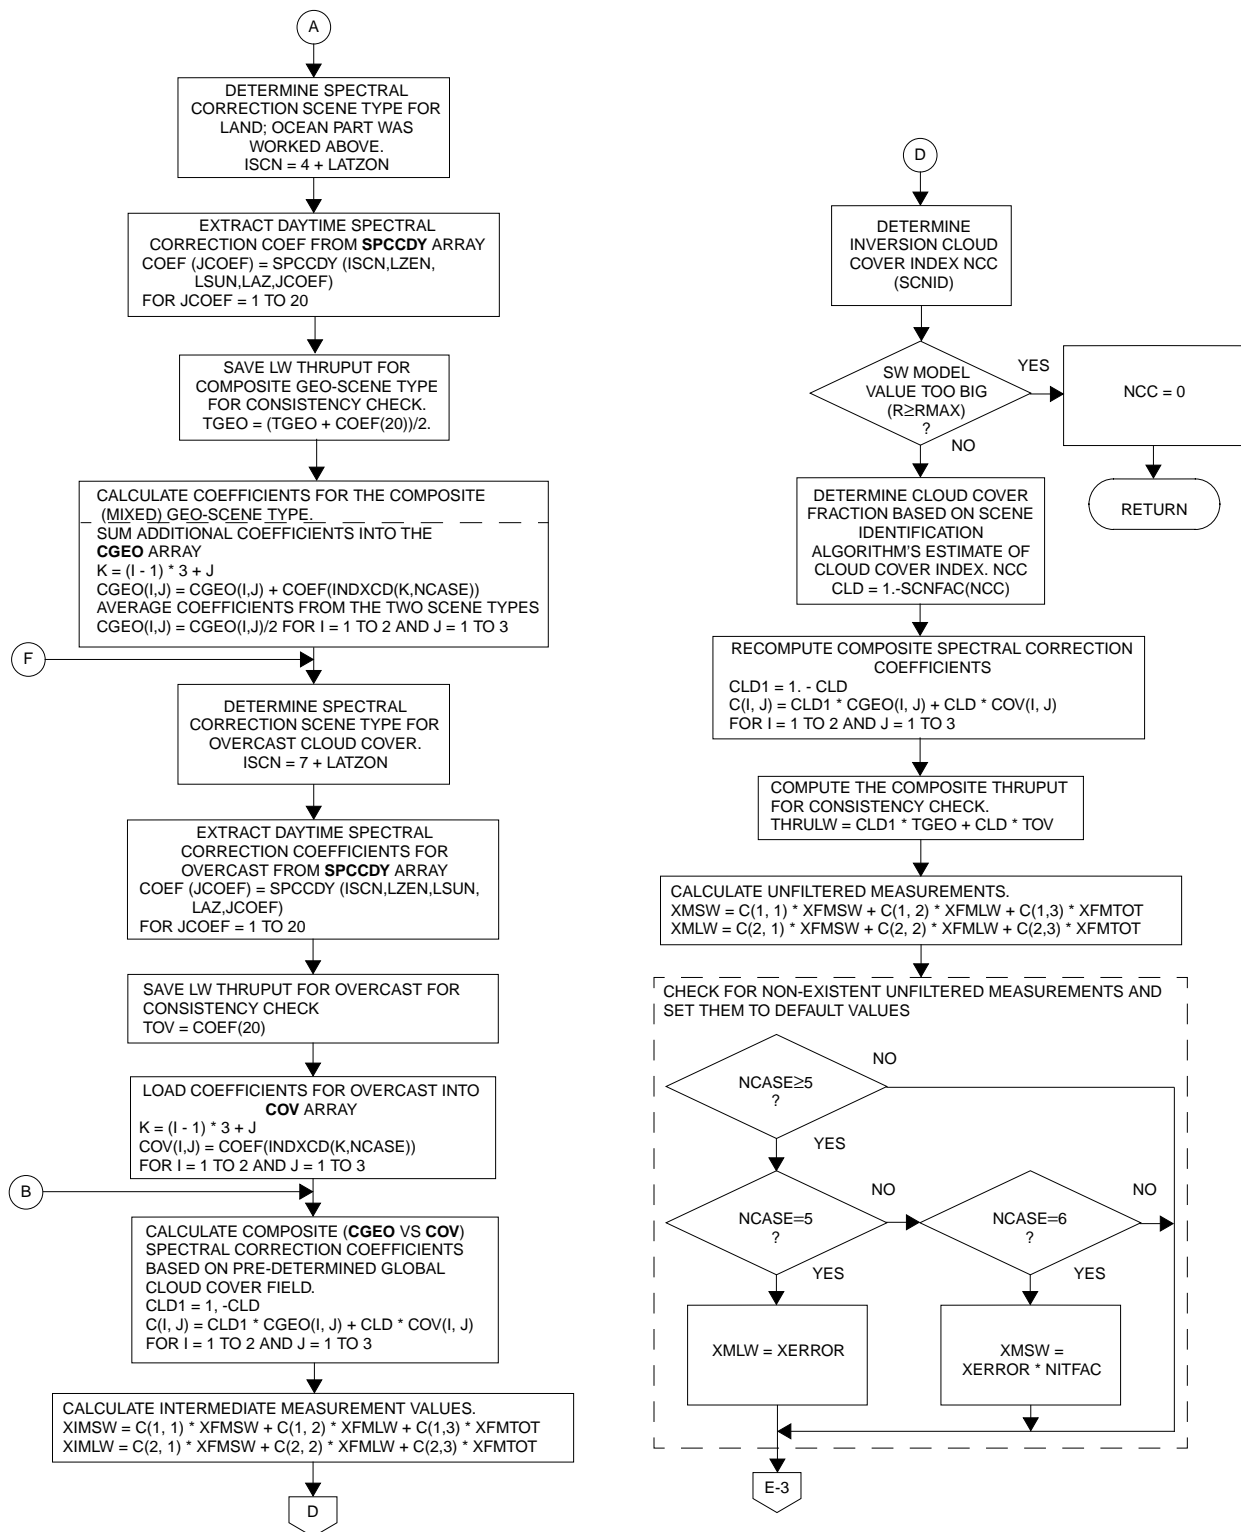 A
DETERMINE SPECTRAL
CORRECTION SCENE TYPE FOR
LAND; OCEAN PART WAS
WORKED ABOVE.
ISCN = 4 + LATZON
EXTRACT DAYTIME SPECTRAL
CORRECTION COEF FROM SPCCDY ARRAY
COEF (JCOEF) = SPCCDY (ISCN,LZEN,
LSUN,LAZ,JCOEF)
FOR JCOEF = 1 TO 20
SAVE LW THRUPUT FOR
COMPOSITE GEO-SCENE TYPE
FOR CONSISTENCY CHECK.
TGEO = (TGEO + COEF(20))/2.
CALCULATE COEFFICIENTS FOR THE COMPOSITE
(MIXED) GEO-SCENE TYPE.
SUM ADDITIONAL COEFFICIENTS INTO THE
CGEO ARRAY
K = (I - 1) * 3 + J
CGEO(I,J) = CGEO(I,J) + COEF(INDXCD(K,NCASE))
AVERAGE COEFFICIENTS FROM THE TWO SCENE TYPES
CGEO(I,J) = CGEO(I,J)/2 FOR I = 1 TO 2 AND J = 1 TO 3
F
DETERMINE SPECTRAL
CORRECTION SCENE TYPE FOR
OVERCAST CLOUD COVER.
ISCN = 7 + LATZON
EXTRACT DAYTIME SPECTRAL
CORRECTION COEFFICIENTS FOR
OVERCAST FROM SPCCDY ARRAY
COEF (JCOEF) = SPCCDY (ISCN,LZEN,LSUN,
LAZ,JCOEF)
FOR JCOEF = 1 TO 20
SAVE LW THRUPUT FOR OVERCAST FOR
CONSISTENCY CHECK
TOV = COEF(20)
LOAD COEFFICIENTS FOR OVERCAST INTO
COV ARRAY
K = (I - 1) * 3 + J
COV(I,J) = COEF(INDXCD(K,NCASE))
FOR I = 1 TO 2 AND J = 1 TO 3
B
CALCULATE COMPOSITE (CGEO VS COV)
SPECTRAL CORRECTION COEFFICIENTS
BASED ON PRE-DETERMINED GLOBAL
CLOUD COVER FIELD.
CLD1 = 1, -CLD
C(I, J) = CLD1 * CGEO(I, J) + CLD * COV(I, J)
FOR I = 1 TO 2 AND J = 1 TO 3
CALCULATE INTERMEDIATE MEASUREMENT VALUES.
XIMSW = C(1, 1) * XFMSW + C(1, 2) * XFMLW + C(1,3) * XFMTOT
XIMLW = C(2, 1) * XFMSW + C(2, 2) * XFMLW + C(2,3) * XFMTOT
D
D
DETERMINE
INVERSION CLOUD
COVER INDEX NCC
(SCNID)
SW MODEL
VALUE TOO BIG
(R≥RMAX)
?
YES
NO
NCC = 0
RETURN
DETERMINE CLOUD COVER
FRACTION BASED ON SCENE
IDENTIFICATION
ALGORITHM'S ESTIMATE OF
CLOUD COVER INDEX. NCC
CLD = 1.-SCNFAC(NCC)
RECOMPUTE COMPOSITE SPECTRAL CORRECTION
COEFFICIENTS
CLD1 = 1. - CLD
C(I, J) = CLD1 * CGEO(I, J) + CLD * COV(I, J)
FOR I = 1 TO 2 AND J = 1 TO 3
COMPUTE THE COMPOSITE THRUPUT
FOR CONSISTENCY CHECK.
THRULW = CLD1 * TGEO + CLD * TOV
CALCULATE UNFILTERED MEASUREMENTS.
XMSW = C(1, 1) * XFMSW + C(1, 2) * XFMLW + C(1,3) * XFMTOT
XMLW = C(2, 1) * XFMSW + C(2, 2) * XFMLW + C(2,3) * XFMTOT
CHECK FOR NON-EXISTENT UNFILTERED MEASUREMENTS AND
SET THEM TO DEFAULT VALUES
NCASE≥5
?
NO
YES
NCASE=5
?
NO
YES
NCASE=6
?
NO
YES
XMLW = XERROR
XMSW =
XERROR * NITFAC
E-3